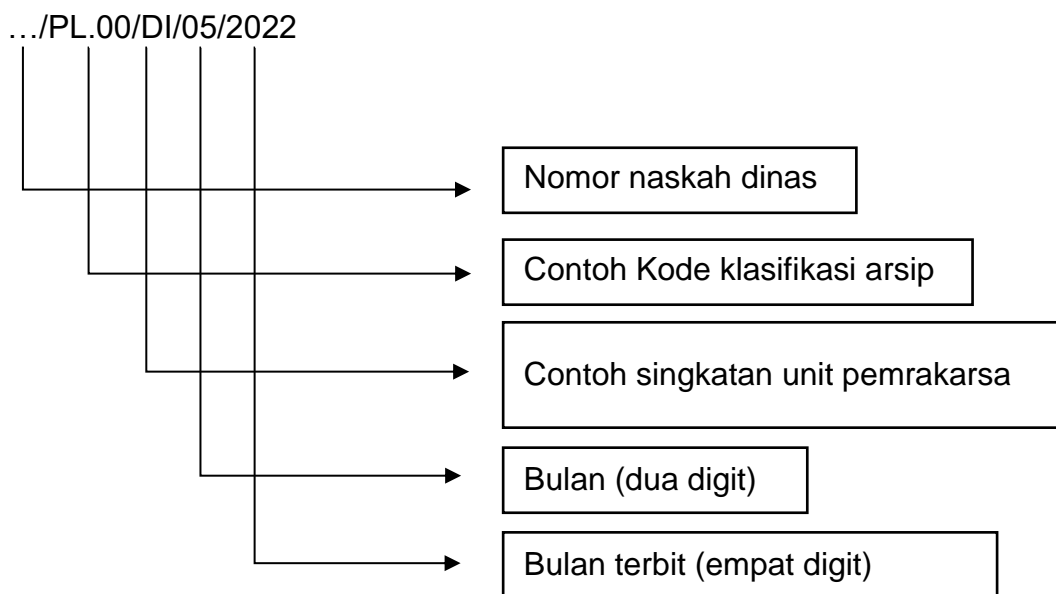 …/PL.00/DI/05/2022
Nomor naskah dinas
Contoh Kode klasifikasi arsip
Contoh singkatan unit pemrakarsa
Bulan (dua digit)
Bulan terbit (empat digit)